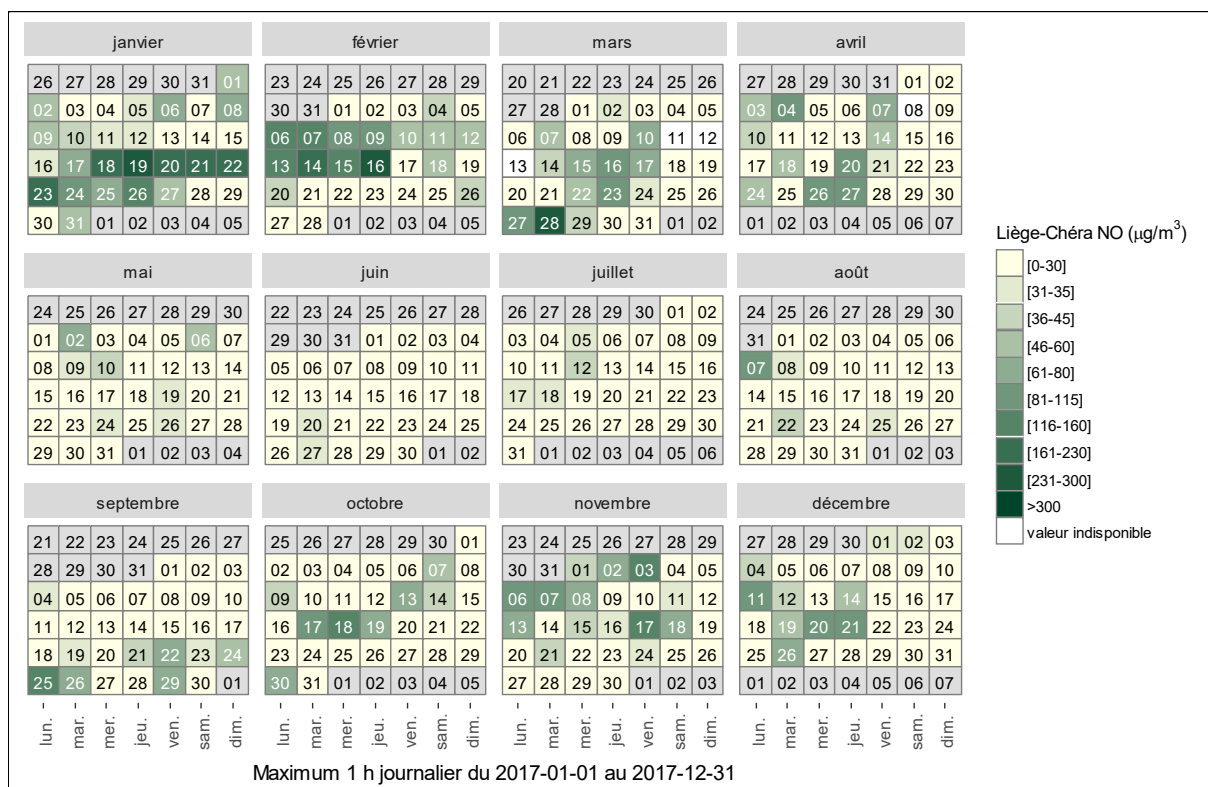 janvier février mars avril
26 27 28 29 30 31 01 23 24 25 26 27 28 29 20 21 22 23 24 25 26 27 28 29 30 31 01 02
02 03 04 05 06 07 08 30 31 01 02 03 04 05 27 28 01 02 03 04 05 03 04 05 06 07 08 09
09 10 11 12 13 14 15 06 07 08 09 10 11 12 06 07 08 09 10 11 12 10 11 12 13 14 15 16
16 17 18 19 20 21 22 13 14 15 16 17 18 19 13 14 15 16 17 18 19 17 18 19 20 21 22 23
23 24 25 26 27 28 29 20 21 22 23 24 25 26 20 21 22 23 24 25 26 24 25 26 27 28 29 30
30 31 01 02 03 04 05 27 28 01 02 03 04 05 27 28 29 30 31 01 02 01 02 03 04 05 06 07
mai juin juillet août
24 25 26 27 28 29 30 22 23 24 25 26 27 28 26 27 28 29 30 01 02 24 25 26 27 28 29 30
01 02 03 04 05 06 07 29 30 31 01 02 03 04 03 04 05 06 07 08 09 31 01 02 03 04 05 06
08 09 10 11 12 13 14 05 06 07 08 09 10 11 10 11 12 13 14 15 16 07 08 09 10 11 12 13
15 16 17 18 19 20 21 12 13 14 15 16 17 18 17 18 19 20 21 22 23 14 15 16 17 18 19 20
22 23 24 25 26 27 28 19 20 21 22 23 24 25 24 25 26 27 28 29 30 21 22 23 24 25 26 27
29 30 31 01 02 03 04 26 27 28 29 30 01 02 31 01 02 03 04 05 06 28 29 30 31 01 02 03
septembre octobre novembre décembre
21 22 23 24 25 26 27 25 26 27 28 29 30 01 23 24 25 26 27 28 29 27 28 29 30 01 02 03
28 29 30 31 01 02 03 02 03 04 05 06 07 08 30 31 01 02 03 04 05 04 05 06 07 08 09 10
04 05 06 07 08 09 10 09 10 11 12 13 14 15 06 07 08 09 10 11 12 11 12 13 14 15 16 17
11 12 13 14 15 16 17 16 17 18 19 20 21 22 13 14 15 16 17 18 19 18 19 20 21 22 23 24
18 19 20 21 22 23 24 23 24 25 26 27 28 29 20 21 22 23 24 25 26 25 26 27 28 29 30 31
25 26 27 28 29 30 01 30 31 01 02 03 04 05 27 28 29 30 01 02 03 01 02 03 04 05 06 07
lun. mar. mer. jeu. ven. sam. dim. lun. mar. mer. jeu. ven. sam. dim. lun. mar. mer. jeu. ven. sam. dim. lun. mar. mer. jeu. ven. sam. dim.
Maximum 1 h journalier du 2017-01-01 au 2017-12-31
Liège-Chéra NO (µg/m³)
[0-30]
[31-35]
[36-45]
[46-60]
[61-80]
[81-115]
[116-160]
[161-230]
[231-300]
>300
valeur indisponible